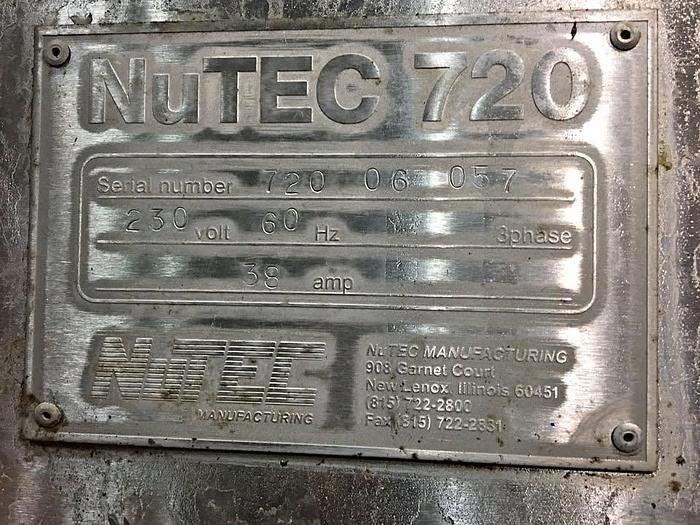 NuTEC 720
Serial number 720 06 057
230 volt 60 Hz 3phase
38 amp
NuTEC
MANUFACTURING
NuTEC MANUFACTURING
908 Garnet Court
New Lenox, Illinois 60451
(815) 722-2800
Fax (815) 722-2831